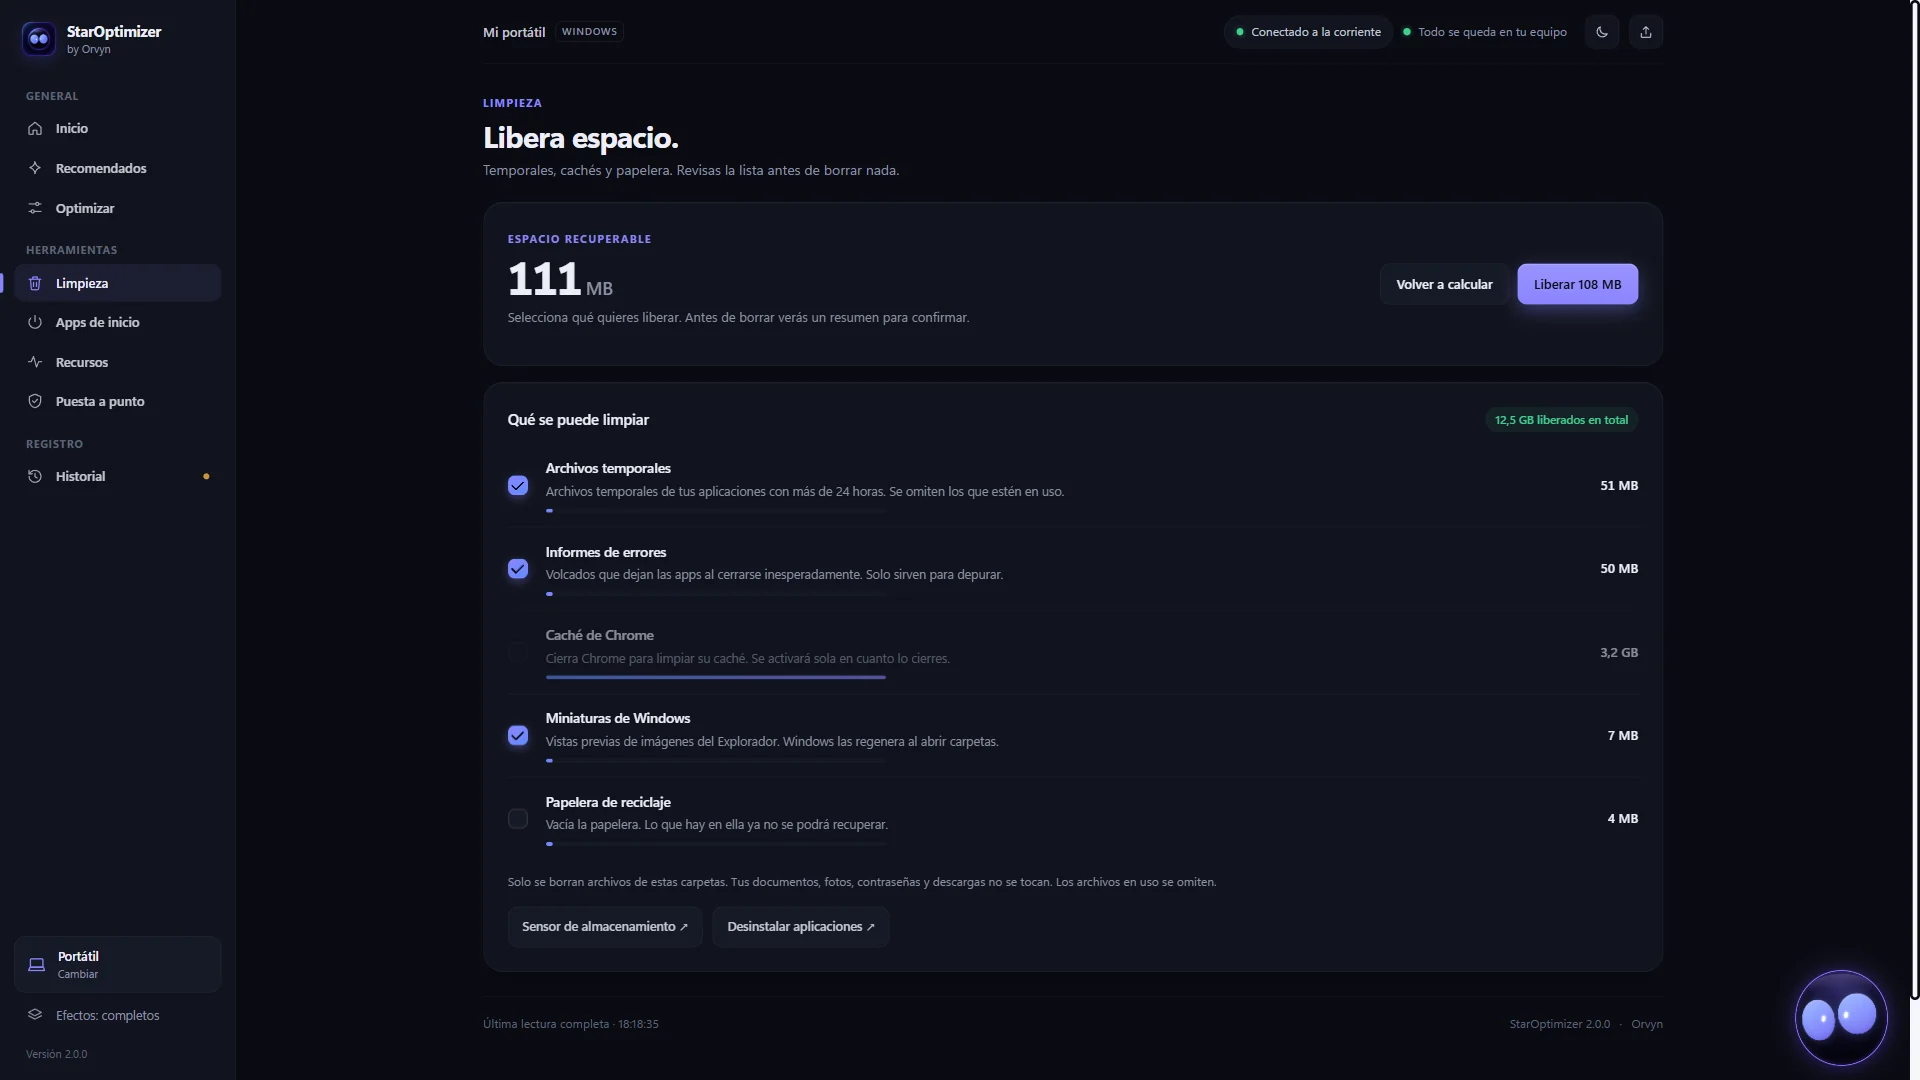 StarOptimizer
by Orvyn
GENERAL
Inicio
Recomendados
Optimizar
HERRAMIENTAS
Limpieza
Apps de inicio
Recursos
Puesta a punto
REGISTRO
Historial
Portátil
Cambiar
Efectos: completos
Versión 2.0.0
Mi portátil WINDOWS
Conectado a la corriente
Todo se queda en tu equipo
LIMPIEZA
Libera espacio.
Temporales, cachés y papelera. Revisas la lista antes de borrar nada.
ESPACIO RECUPERABLE
111 MB
Selecciona qué quieres liberar. Antes de borrar verás un resumen para confirmar.
Volver a calcular
Liberar 108 MB
Qué se puede limpiar
12,5 GB liberados en total
Archivos temporales
Archivos temporales de tus aplicaciones con más de 24 horas. Se omiten los que estén en uso.
51 MB
Informes de errores
Volcados que dejan las apps al cerrarse inesperadamente. Solo sirven para depurar.
50 MB
Caché de Chrome
Cierra Chrome para limpiar su caché. Se activará sola en cuanto lo cierres.
3,2 GB
Miniaturas de Windows
Vistas previas de imágenes del Explorador. Windows las regenera al abrir carpetas.
7 MB
Papelera de reciclaje
Vacía la papelera. Lo que hay en ella ya no se podrá recuperar.
4 MB
Solo se borran archivos de estas carpetas. Tus documentos, fotos, contraseñas y descargas no se tocan. Los archivos en uso se omiten.
Sensor de almacenamiento ↗
Desinstalar aplicaciones ↗
Última lectura completa · 18:18:35
StarOptimizer 2.0.0 · Orvyn